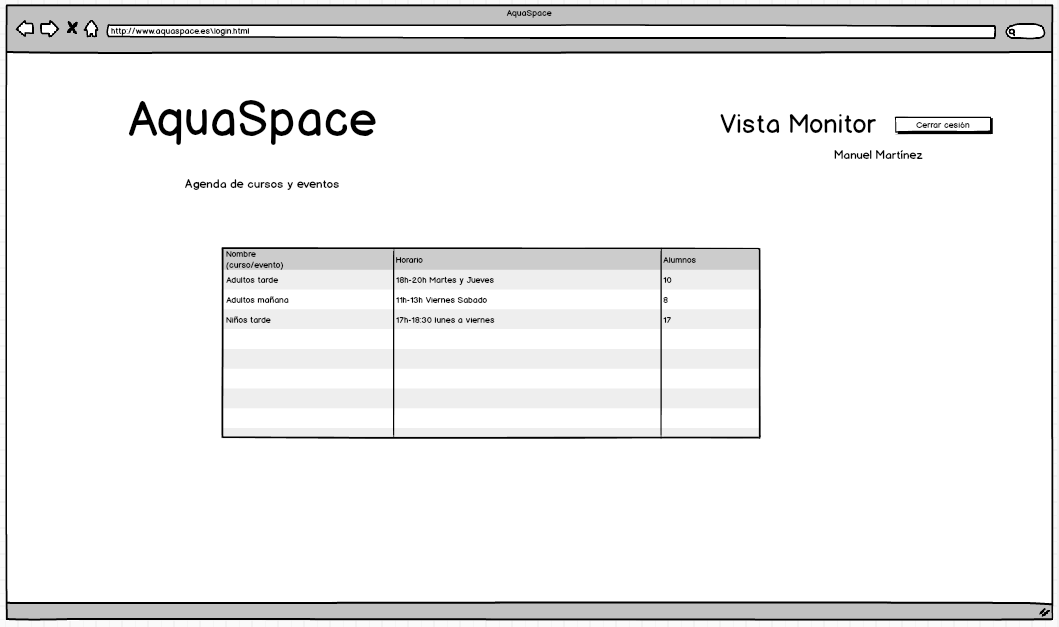 AquaSpace
http://www.aquaspace.es\login.html
AquaSpace
Vista Monitor
Cerrar cesión
Manuel Martínez
Agenda de cursos y eventos
Nombre
(curso/evento)
Horario
Alumnos
Adultos tarde
18h-20h Martes y Jueves
10
Adultos mañana
11h-13h Viernes Sabado
8
Niños tarde
17h-18:30 lunes a viernes
17